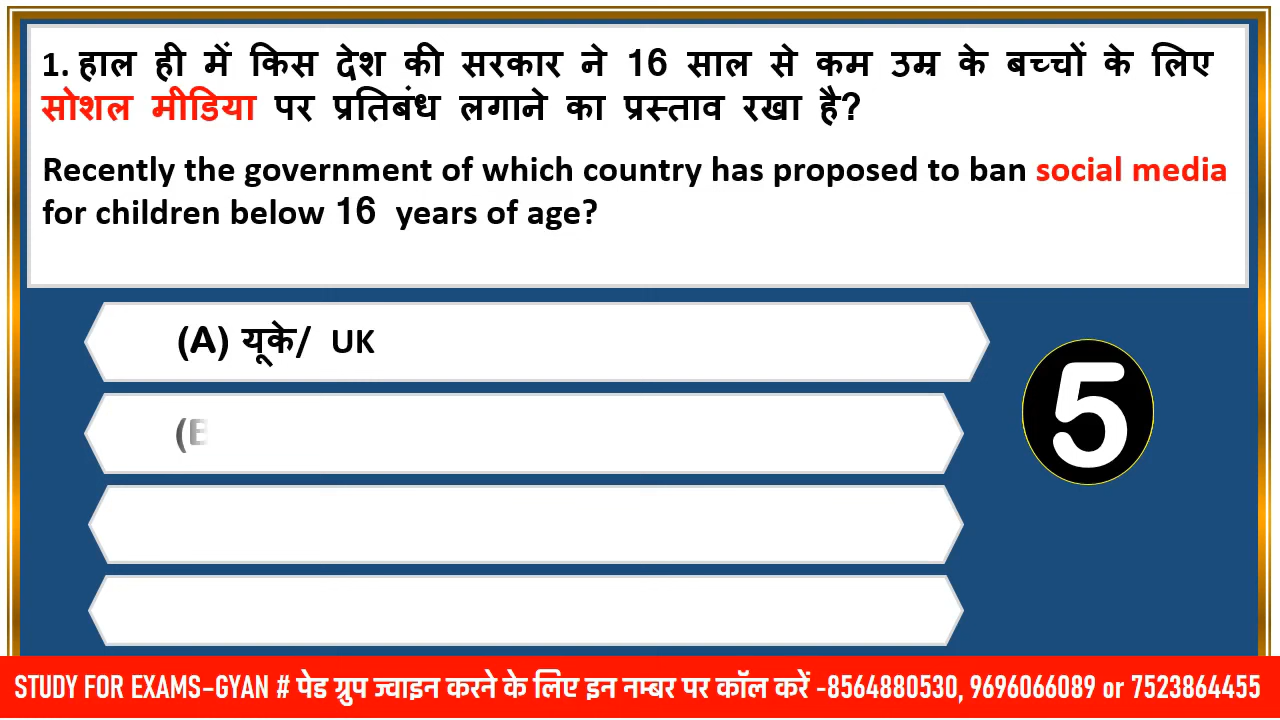 1. हाल ही में किस देश की सरकार ने 16 साल से कम उम्र के बच्चों के लिए
सोशल मीडिया पर प्रतिबंध लगाने का प्रस्ताव रखा है?
Recently the government of which country has proposed to ban social media
for children below 16 years of age?
(A) यूके/ UK
(B
5
STUDY FOR EXAMS-GYAN # पेड ग्रुप ज्वाइन करने के लिए इन नम्बर पर कॉल करें -8564880530, 9696066089 or 7523864455